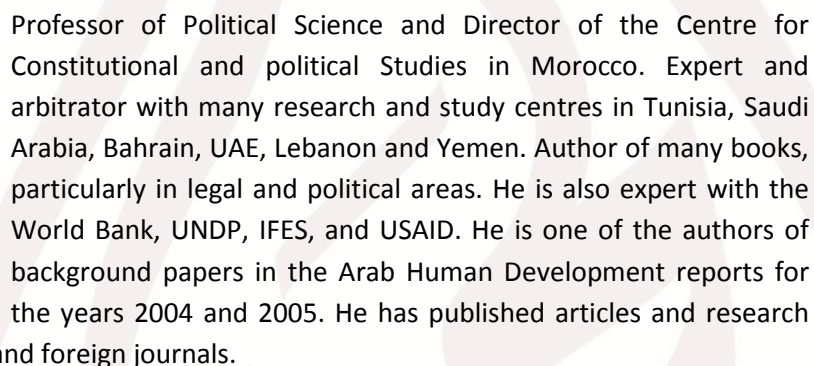 Professor of Political Science and Director of the Centre for
Constitutional and political Studies in Morocco. Expert and
arbitrator with many research and study centres in Tunisia, Saudi
Arabia, Bahrain, UAE, Lebanon and Yemen. Author of many books,
particularly in legal and political areas. He is also expert with the
World Bank, UNDP, IFES, and USAID. He is one of the authors of
background papers in the Arab Human Development reports for
the years 2004 and 2005. He has published articles and research
and foreign journals.